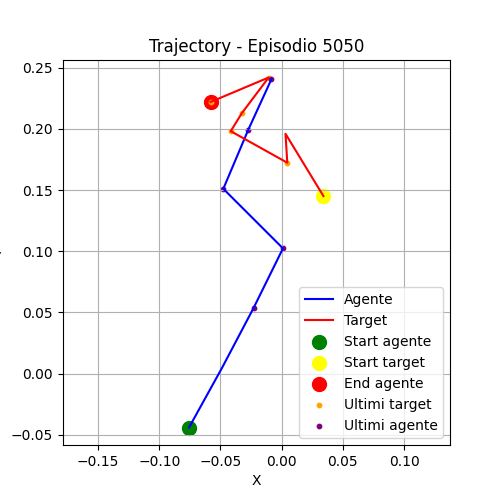 Trajectory - Episodio 5050
0.25
0.20
0.15
0.10
0.05
0.00
−0.05
−0.15
−0.10
−0.05
0.00
0.05
0.10
X
Agente
Target
Start agente
Start target
End agente
Ultimi target
Ultimi agente